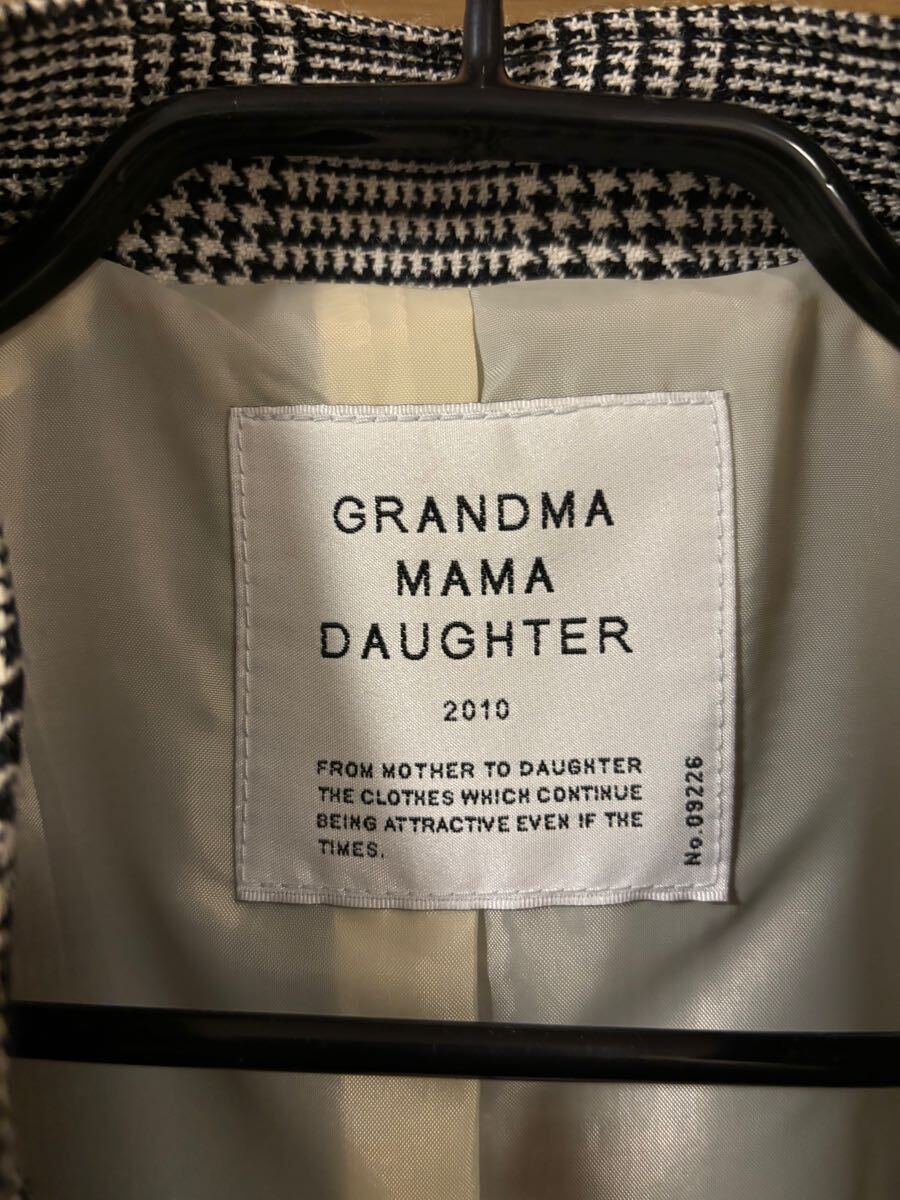 GRANDMA
MAMA
DAUGHTER
2010
FROM MOTHER TO DAUGHTER
THE CLOTHES WHICH CONTINUE
BEING ATTRACTIVE EVEN IF THE
TIMES.
No.09226